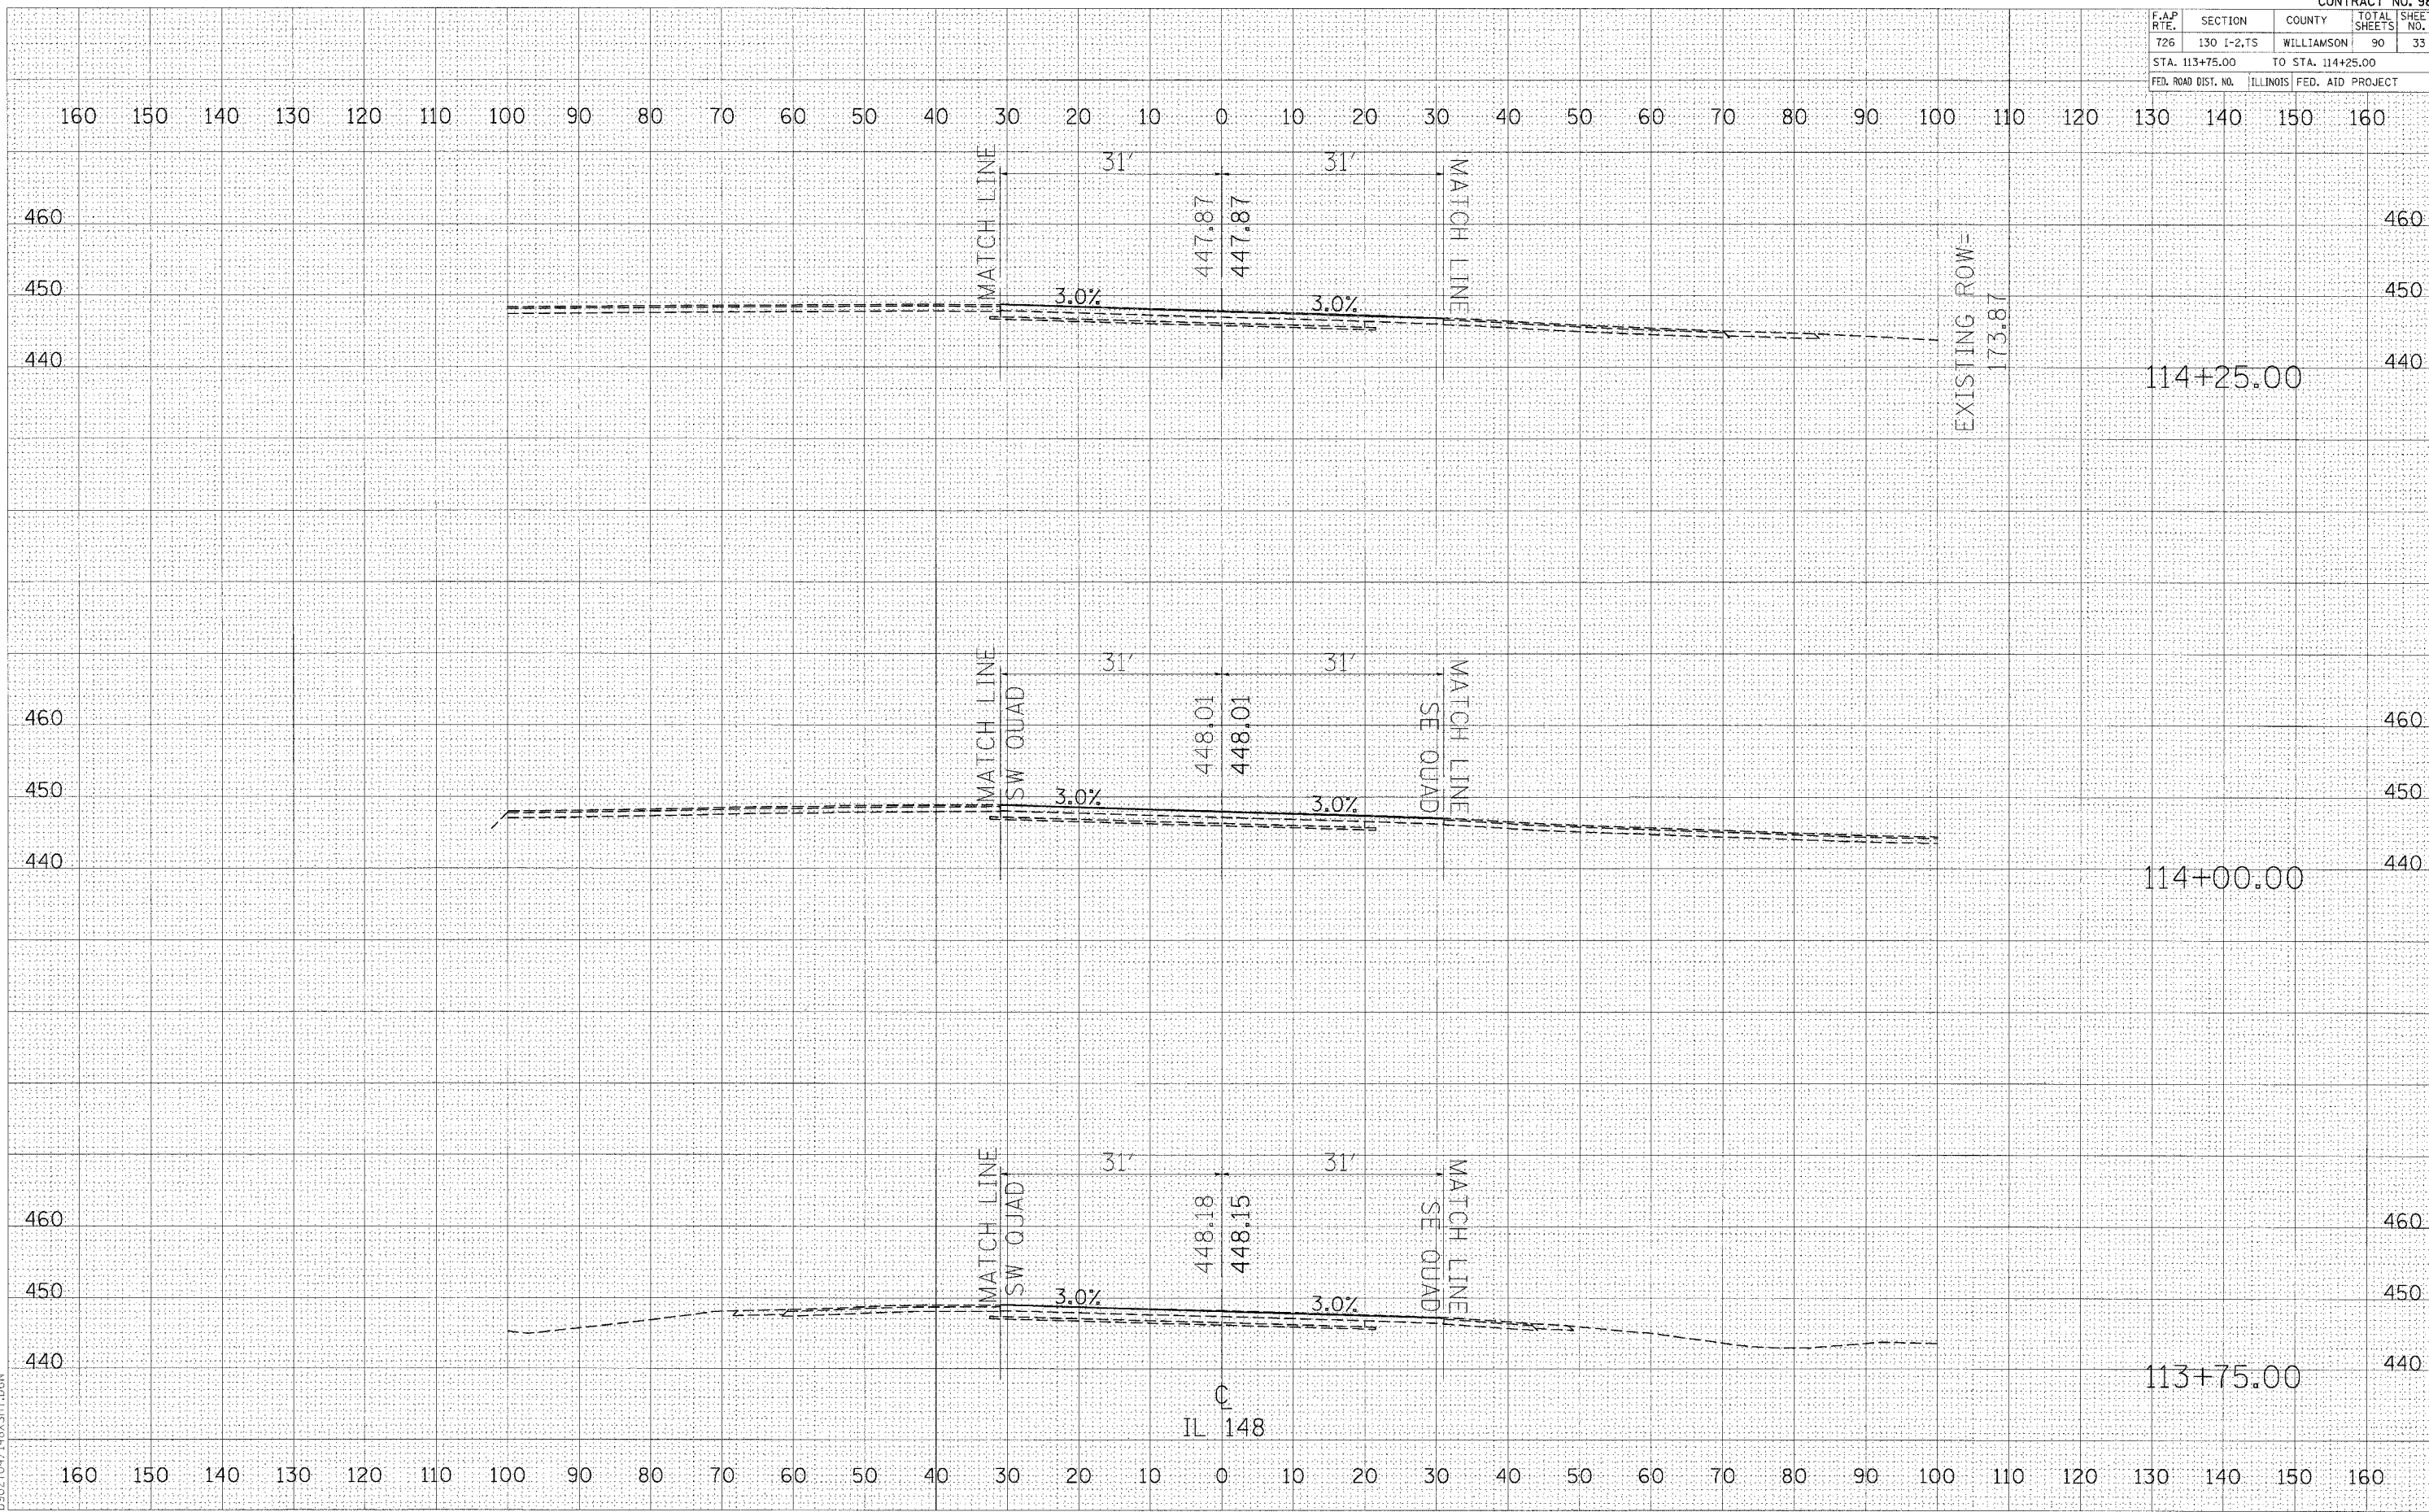 CONTRACT NO. 98
F.A.P. RTE. SECTION COUNTY TOTAL SHEETS SHEET NO.
726 130 I-2,TS WILLIAMSON 90 33
STA. 113+75.00 TO STA. 114+25.00
FED. ROAD DIST. NO. ILLINOIS FED. AID PROJECT
160 150 140 130 120 110 100 90 80 70 60 50 40 30 20 10 0 10 20 30 40 50 60 70 80 90 100 110 120 130 140 150 160
31' 31'
MATCH LINE
447.87
447.87
MATCH LINE
460 460
450 450
3.0% 3.0%
440 440
EXISTING ROW=
173.87
114+25.00
31' 31'
MATCH LINE
SW QUAD
448.01
448.01
SE QUAD
MATCH LINE
460 460
450 450
3.0% 3.0%
440 440
114+00.00
31' 31'
MATCH LINE
SW QUAD
448.18
448.15
SE QUAD
MATCH LINE
460 460
450 450
3.0% 3.0%
440 440
113+75.00
℄
IL 148
160 150 140 130 120 110 100 90 80 70 60 50 40 30 20 10 0 10 20 30 40 50 60 70 80 90 100 110 120 130 140 150 160